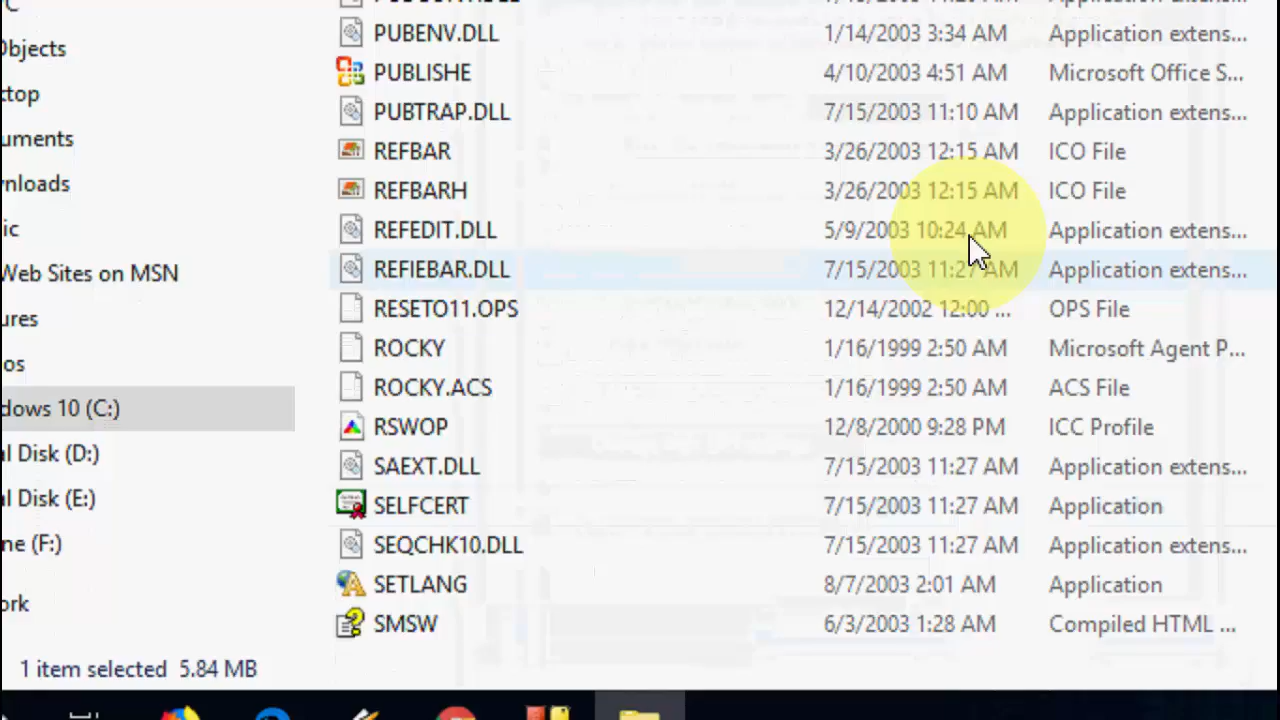 PUBENV.DLL 1/14/2003 3:34 AM Application extens...
Objects
PUBLISHE 4/10/2003 4:51 AM Microsoft Office S...
ktop
PUBTRAP.DLL 7/15/2003 11:10 AM Application extens...
uments
REFBAR 3/26/2003 12:15 AM ICO File
nloads
REFBARH 3/26/2003 12:15 AM ICO File
ic
REFEDIT.DLL 5/9/2003 10:24 AM Application extens...
Web Sites on MSN
REFIEBAR.DLL 7/15/2003 11:27 AM Application extens...
ures
RESETO11.OPS 12/14/2002 12:00 ... OPS File
os
ROCKY 1/16/1999 2:50 AM Microsoft Agent P...
ROCKY.ACS 1/16/1999 2:50 AM ACS File
dows 10 (C:)
RSWOP 12/8/2000 9:28 PM ICC Profile
al Disk (D:)
SAEXT.DLL 7/15/2003 11:27 AM Application extens...
al Disk (E:)
SELFCERT 7/15/2003 11:27 AM Application
ne (F:)
SEQCHK10.DLL 7/15/2003 11:27 AM Application extens...
SETLANG 8/7/2003 2:01 AM Application
ork
SMSW 6/3/2003 1:28 AM Compiled HTML ...
1 item selected 5.84 MB